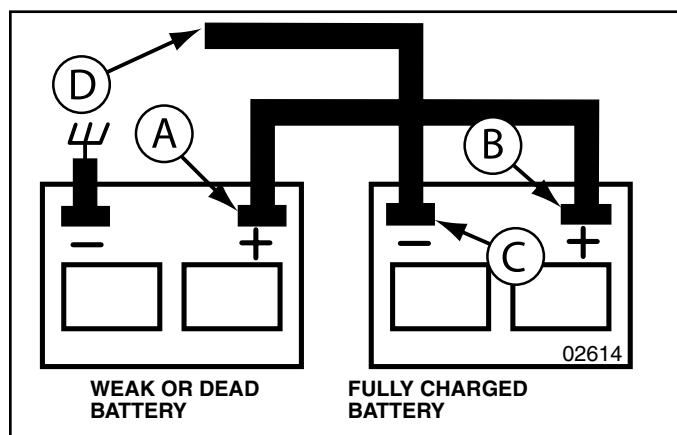 D
A
B
− + − +
C
02614
WEAK OR DEAD
BATTERY
FULLY CHARGED
BATTERY